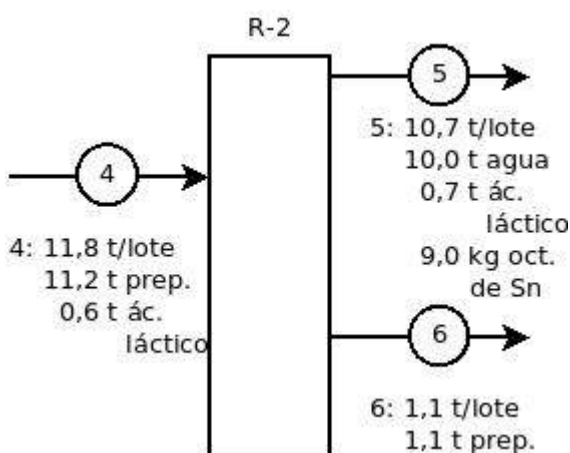 R-2
5
5: 10,7 t/lote
10,0 t agua
0,7 t ác.
láctico
9,0 kg oct.
de Sn
4
4: 11,8 t/lote
11,2 t prep.
0,6 t ác.
láctico
6
6: 1,1 t/lote
1,1 t prep.